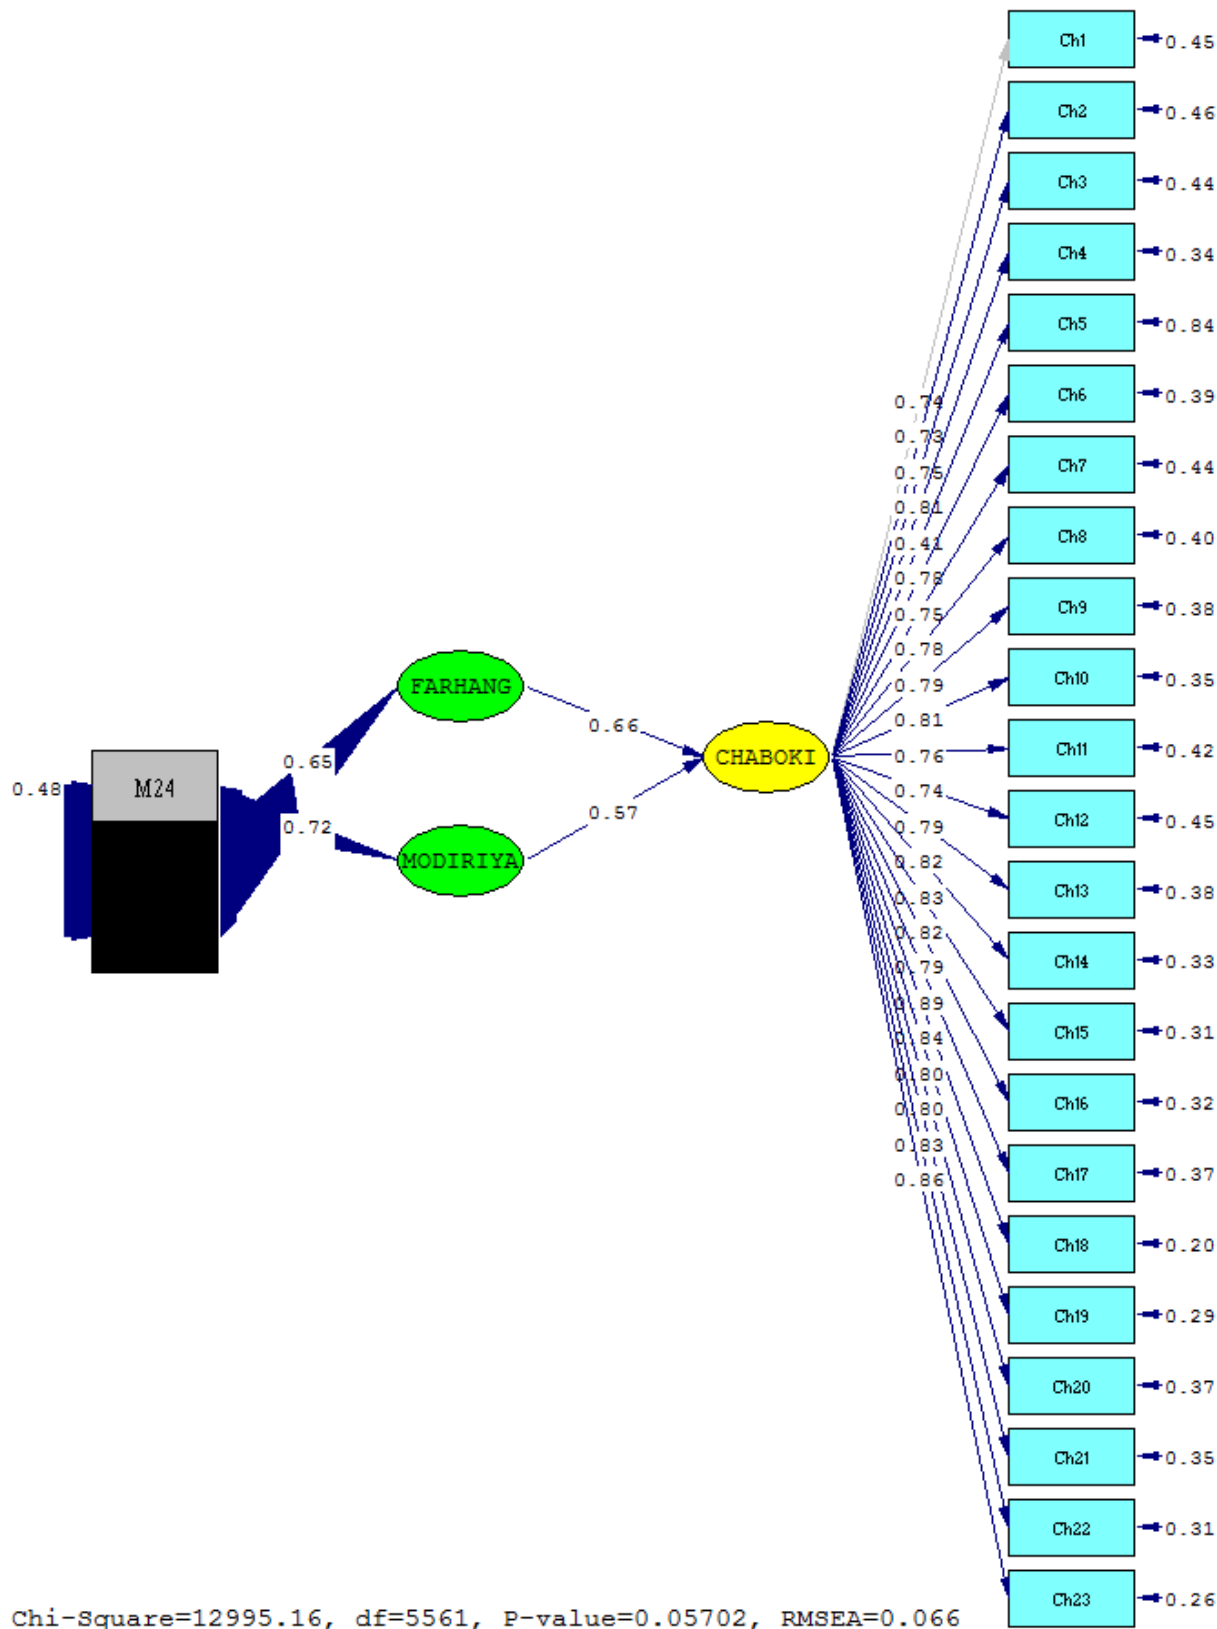 Ch1
0.45
Ch2
0.46
Ch3
0.44
Ch4
0.34
Ch5
0.84
Ch6
0.39
Ch7
0.44
Ch8
0.40
Ch9
0.38
Ch10
0.35
Ch11
0.42
Ch12
0.45
Ch13
0.38
Ch14
0.33
Ch15
0.31
Ch16
0.32
Ch17
0.37
Ch18
0.20
Ch19
0.29
Ch20
0.37
Ch21
0.35
Ch22
0.31
Ch23
0.26
0.74
0.73
0.75
0.81
0.41
0.78
0.75
0.78
0.79
0.81
0.76
0.74
0.79
0.82
0.83
0.82
0.79
0.89
0.84
0.80
0.80
0.83
0.86
FARHANG
0.66
CHABOKI
0.65
0.48
M24
0.72
0.57
MODIRIYA
Chi-Square=12995.16, df=5561, P-value=0.05702, RMSEA=0.066